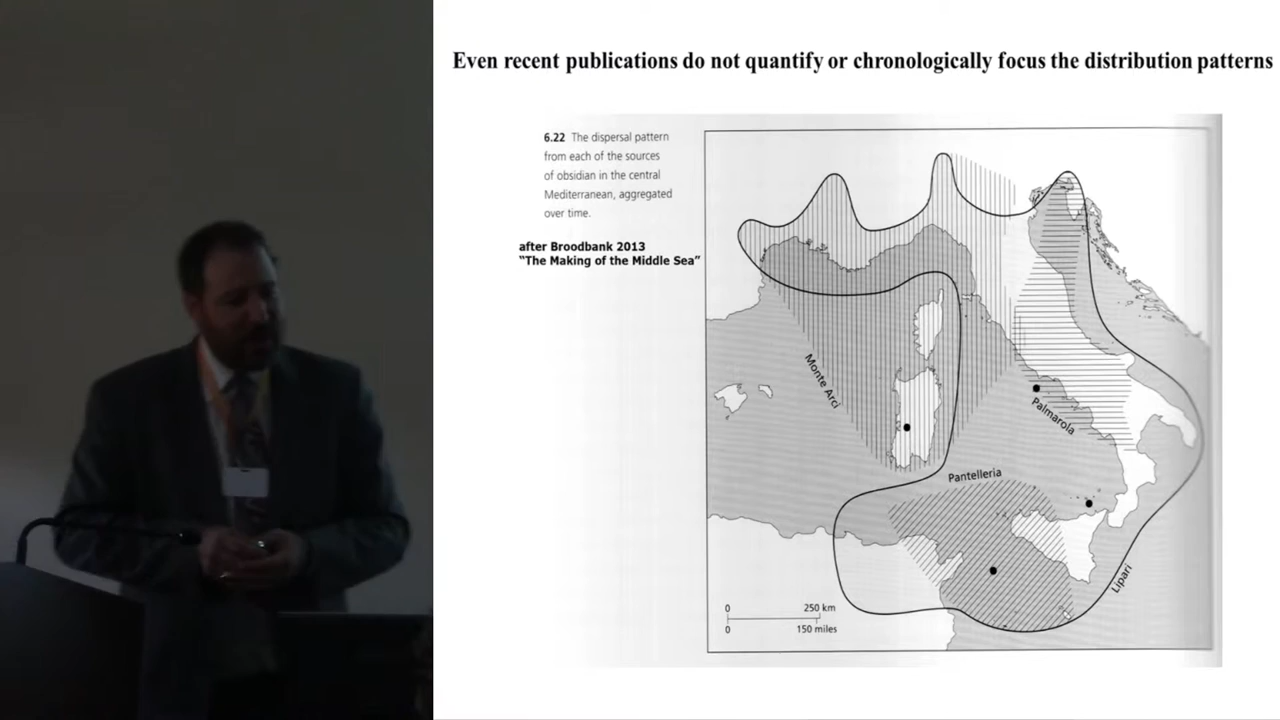 Even recent publications do not quantify or chronologically focus the distribution patterns
6.22 The dispersal pattern
from each of the sources
of obsidian in the central
Mediterranean, aggregated
over time.
after Broodbank 2013
"The Making of the Middle Sea"
Monte Arci
Palmarola
Pantelleria
Lipari
0 250 km
0 150 miles